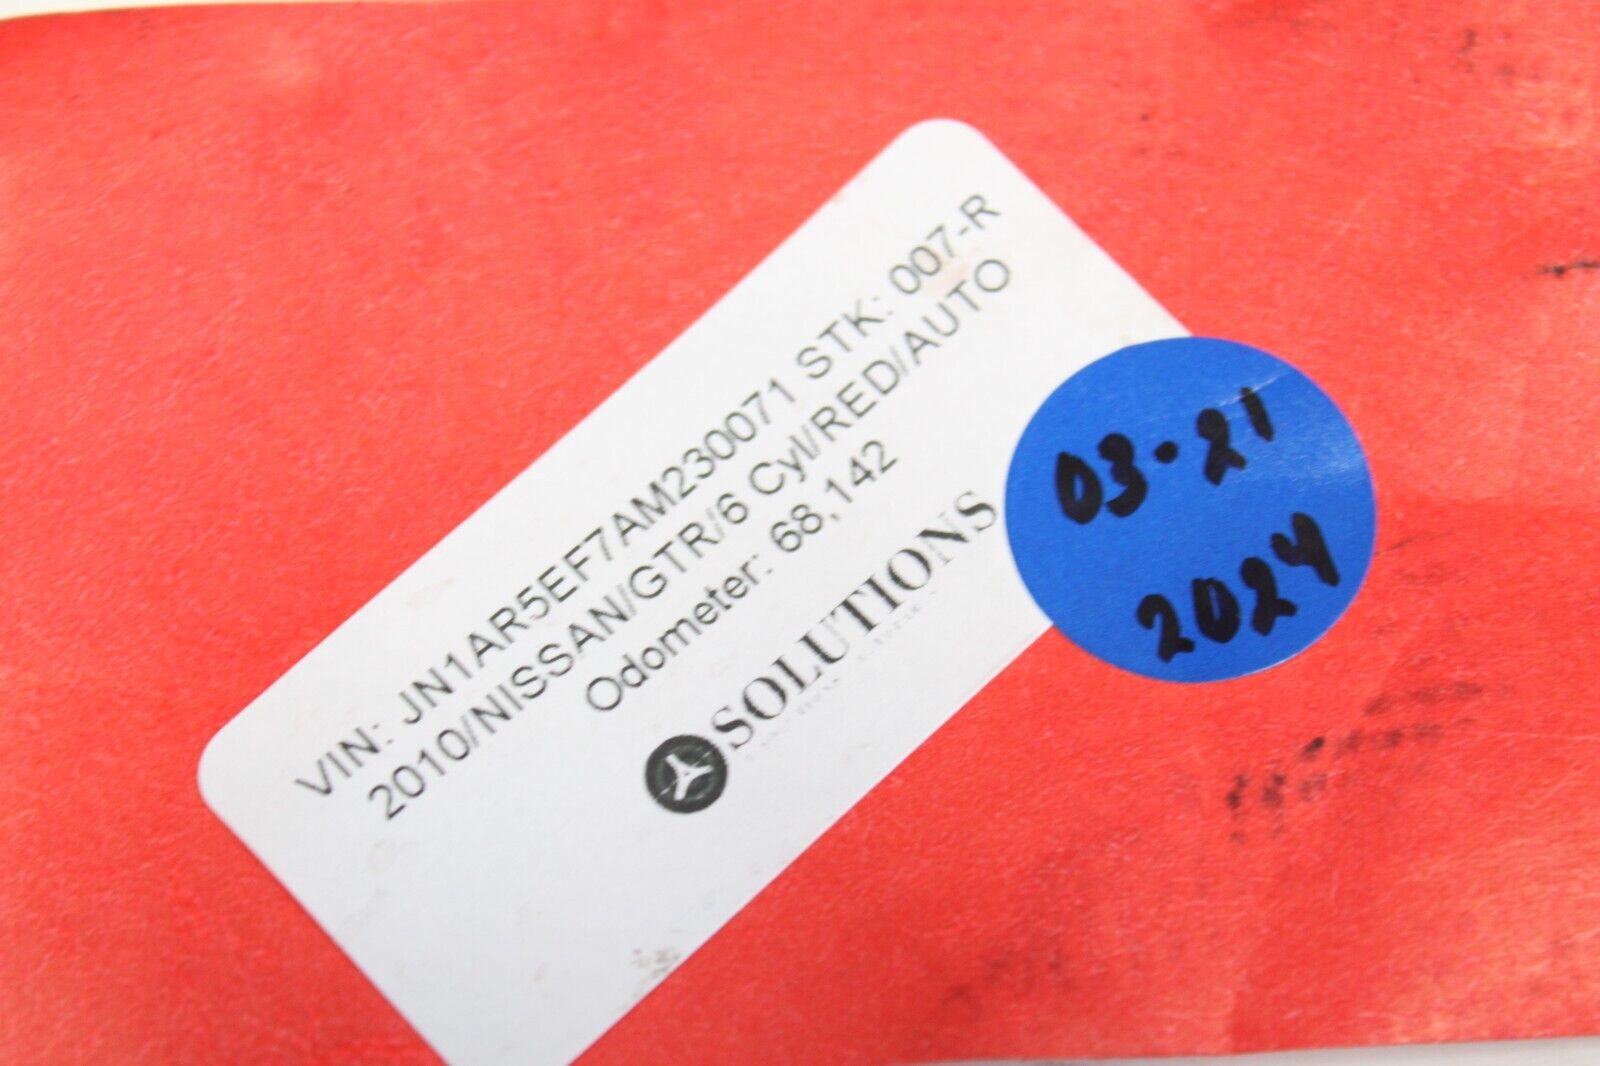 VIN: JN1AR5EF7AM230071 STK: 007-R
2010/NISSAN/GTR/6 Cyl/RED/AUTO
Odometer: 68,142
SOLUTIONS
03-21
2024